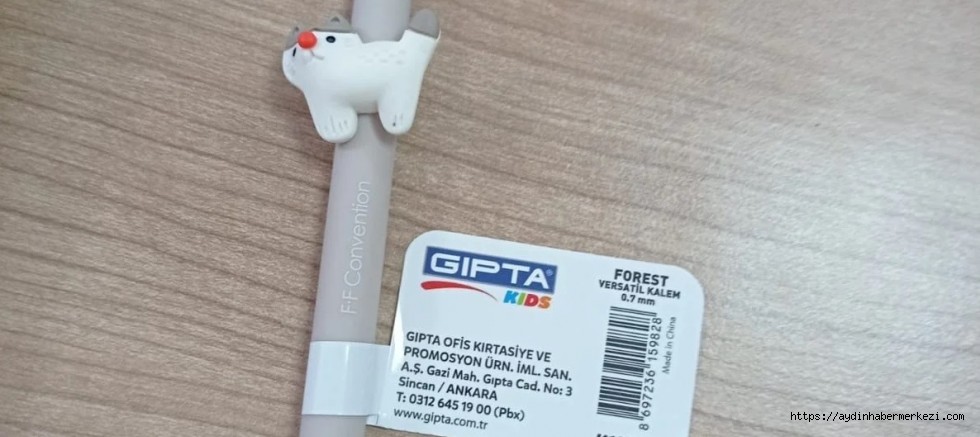 F·F Convention
GIPTA®
KIDS
GIPTA OFİS KIRTASİYE VE
PROMOSYON ÜRN. İML. SAN.
A.Ş. Gazi Mah. Gıpta Cad. No: 3
Sincan / ANKARA
T: 0312 645 19 00 (Pbx)
www.gipta.com.tr
FOREST
VERSATİL KALEM
0.7 mm
8 697236 159828
Made in China
https://aydinhabermerkezi.com